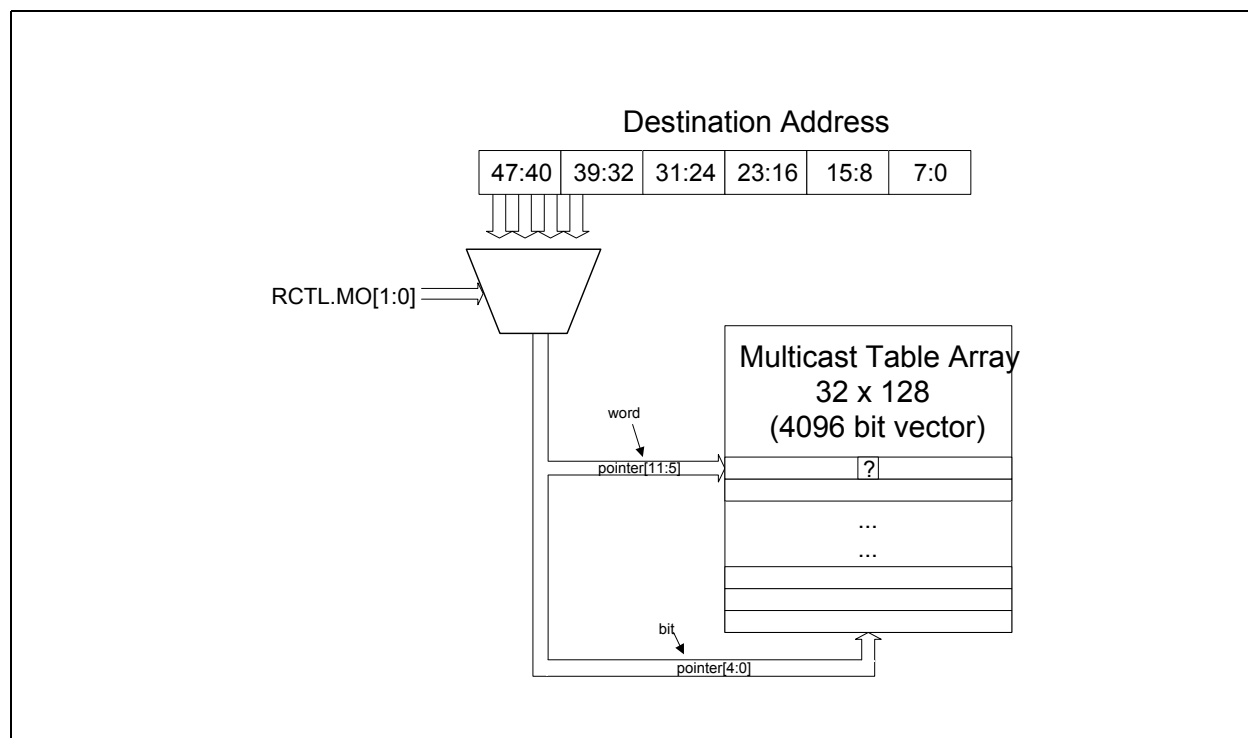 Destination Address
47:40 39:32 31:24 23:16 15:8 7:0
RCTL.MO[1:0]
Multicast Table Array
32 x 128
(4096 bit vector)
word
pointer[11:5]
?
...
...
bit
pointer[4:0]